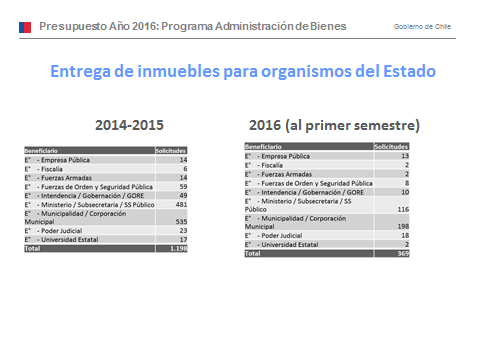 Presupuesto Año 2016: Programa Administración de Bienes
Gobierno de Chile
Entrega de inmuebles para organismos del Estado
2014-2015
Beneficiario Solicitudes
E° - Empresa Pública 14
E° - Fiscalía 6
E° - Fuerzas Armadas 14
E° - Fuerzas de Orden y Seguridad Pública 59
E° - Intendencia / Gobernación / GORE 49
E° - Ministerio / Subsecretaria / SS Público 481
E° - Municipalidad / Corporación
Municipal 535
E° - Poder Judicial 23
E° - Universidad Estatal 17
Total 1.198
2016 (al primer semestre)
Beneficiario Solicitudes
E° - Empresa Pública 13
E° - Fiscalía 2
E° - Fuerzas Armadas 2
E° - Fuerzas de Orden y Seguridad Pública 8
E° - Intendencia / Gobernación / GORE 10
E° - Ministerio / Subsecretaria / SS
Público 116
E° - Municipalidad / Corporación
Municipal 198
E° - Poder Judicial 18
E° - Universidad Estatal 2
Total 369